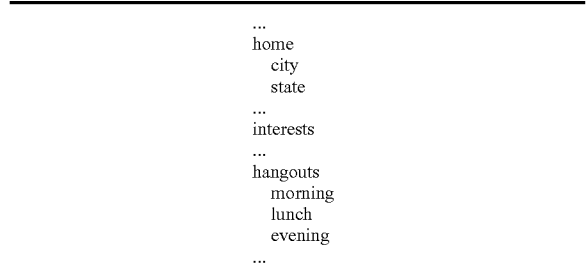 ...
home
city
state
...
interests
...
hangouts
morning
lunch
evening
...